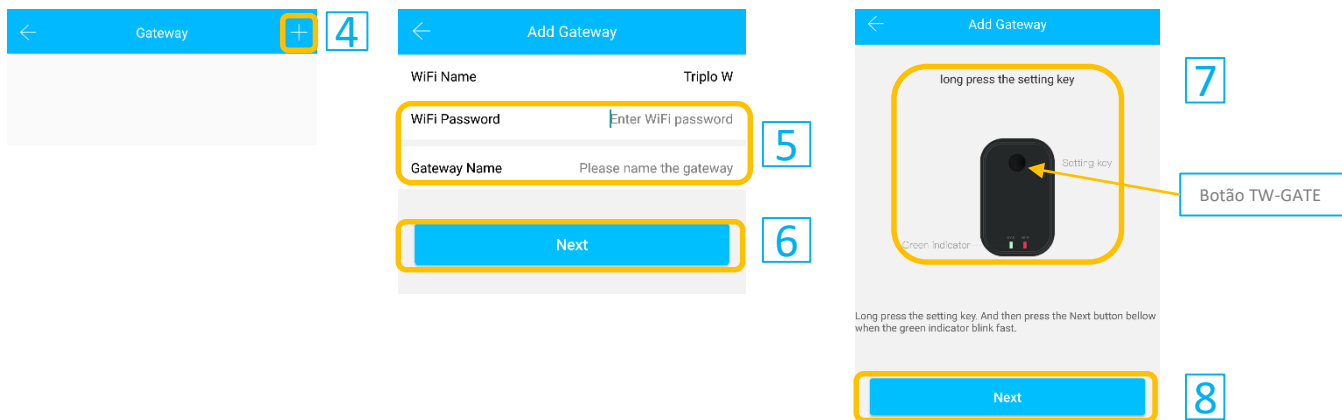 Gateway
4
Add Gateway
WiFi Name Triplo W
WiFi Password Enter WiFi password
Gateway Name Please name the gateway
5
Next
6
Add Gateway
long press the setting key
7
Setting key
Botão TW-GATE
Green indicator
Long press the setting key. And then press the Next button bellow
when the green indicator blink fast.
Next
8